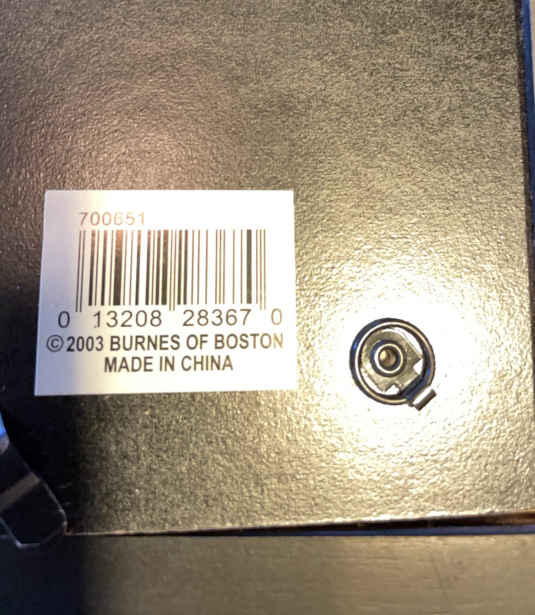 700651
0 13208 28367 0
© 2003 BURNES OF BOSTON
MADE IN CHINA